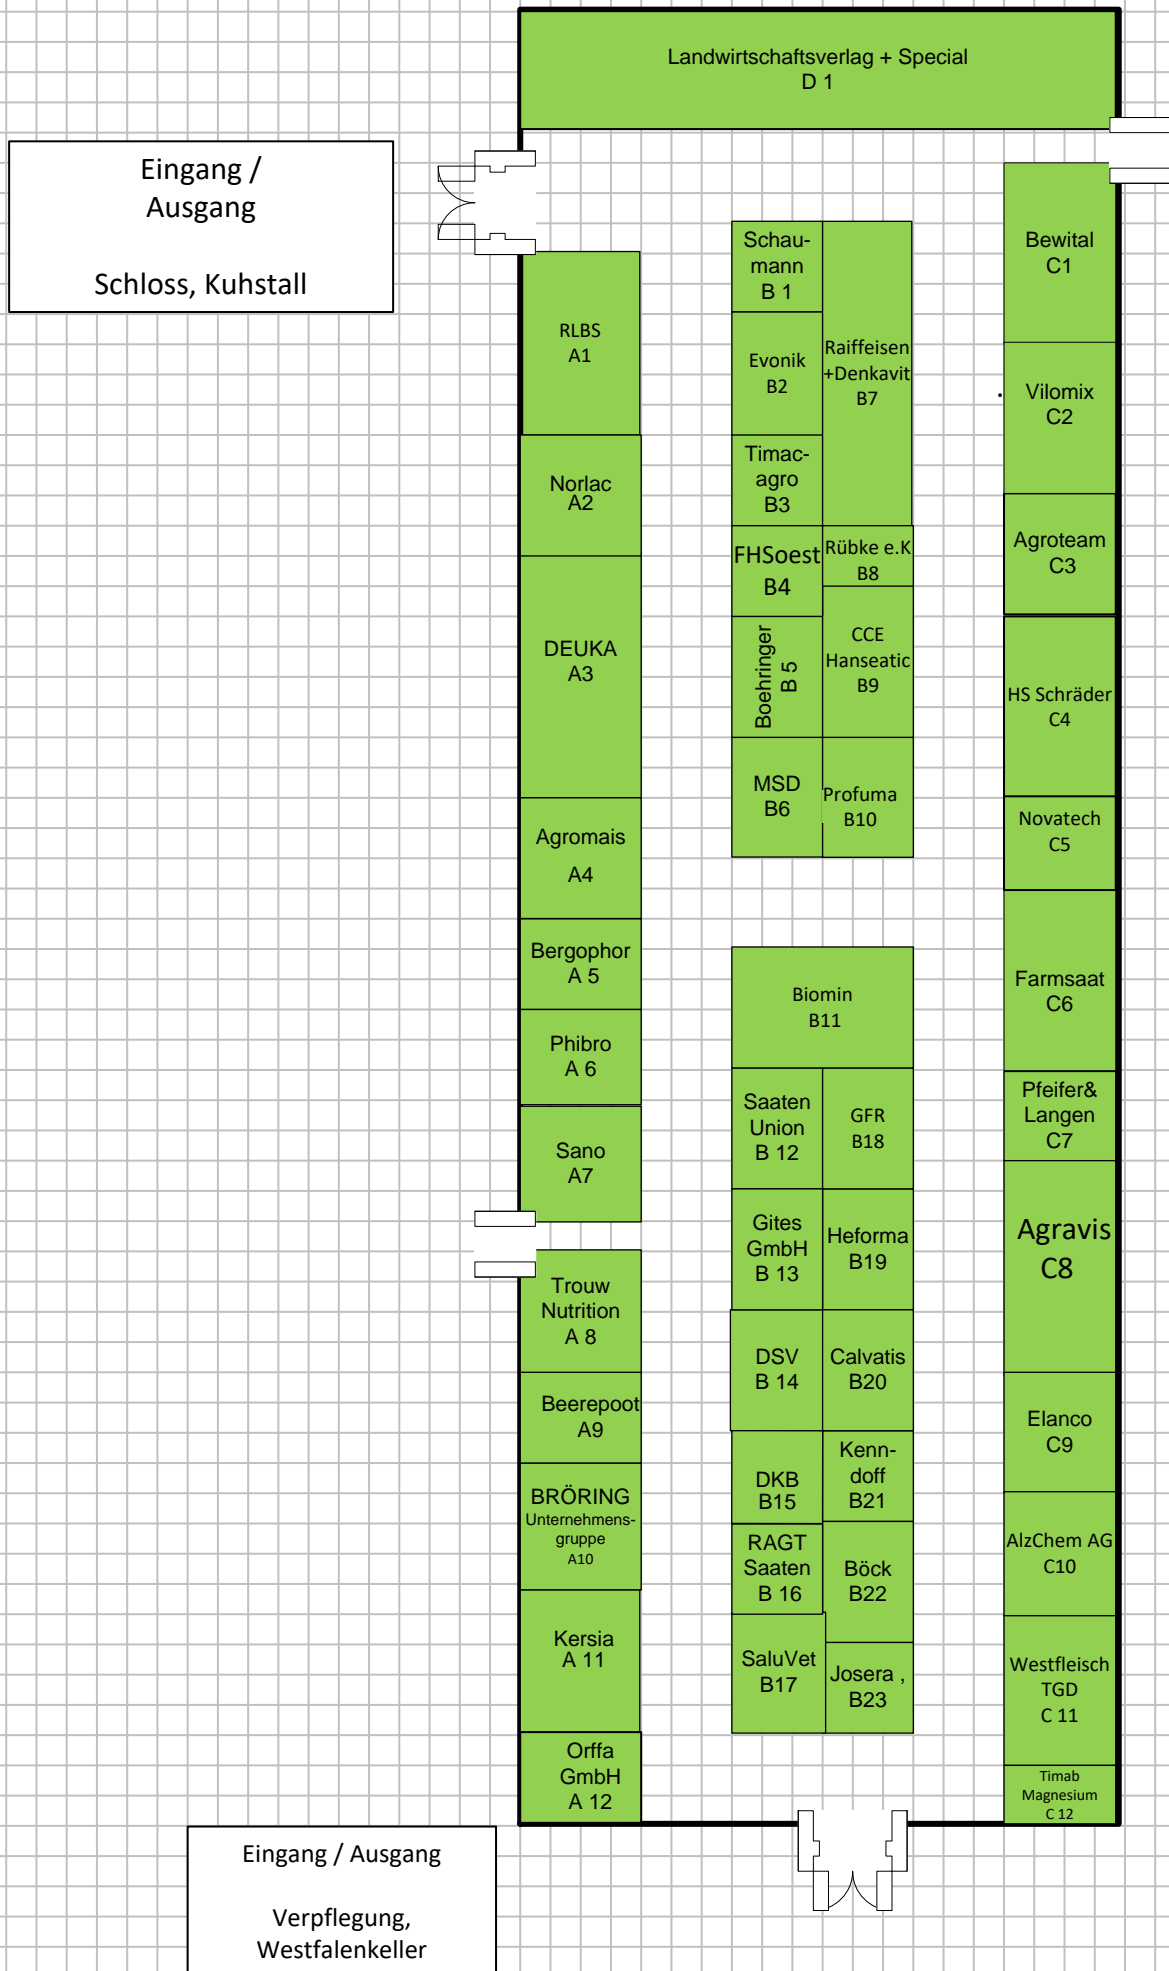 Landwirtschaftsverlag + Special
D 1
Eingang /
Ausgang
Schloss, Kuhstall
RLBS
A1
Norlac
A2
DEUKA
A3
Agromais
A4
Bergophor
A 5
Phibro
A 6
Sano
A7
Trouw
Nutrition
A 8
Beerepoot
A9
BRÖRING
Unternehmens-
gruppe
A10
Kersia
A 11
Orffa
GmbH
A 12
Schau-
mann
B 1
Evonik
B2
Timac-
agro
B3
FHSoest
B4
Boehringer
B 5
MSD
B6
Raiffeisen
+Denkavit
B7
Rübke e.K
B8
CCE
Hanseatic
B9
Profuma
B10
Biomin
B11
Saaten
Union
B 12
Gites
GmbH
B 13
DSV
B 14
DKB
B15
RAGT
Saaten
B 16
SaluVet
B17
GFR
B18
Heforma
B19
Calvatis
B20
Kenn-
doff
B21
Böck
B22
Josera ,
B23
Bewital
C1
Vilomix
C2
Agroteam
C3
HS Schräder
C4
Novatech
C5
Farmsaat
C6
Pfeifer&
Langen
C7
Agravis
C8
Elanco
C9
AlzChem AG
C10
Westfleisch
TGD
C 11
Timab
Magnesium
C 12
Eingang / Ausgang
Verpflegung,
Westfalenkeller